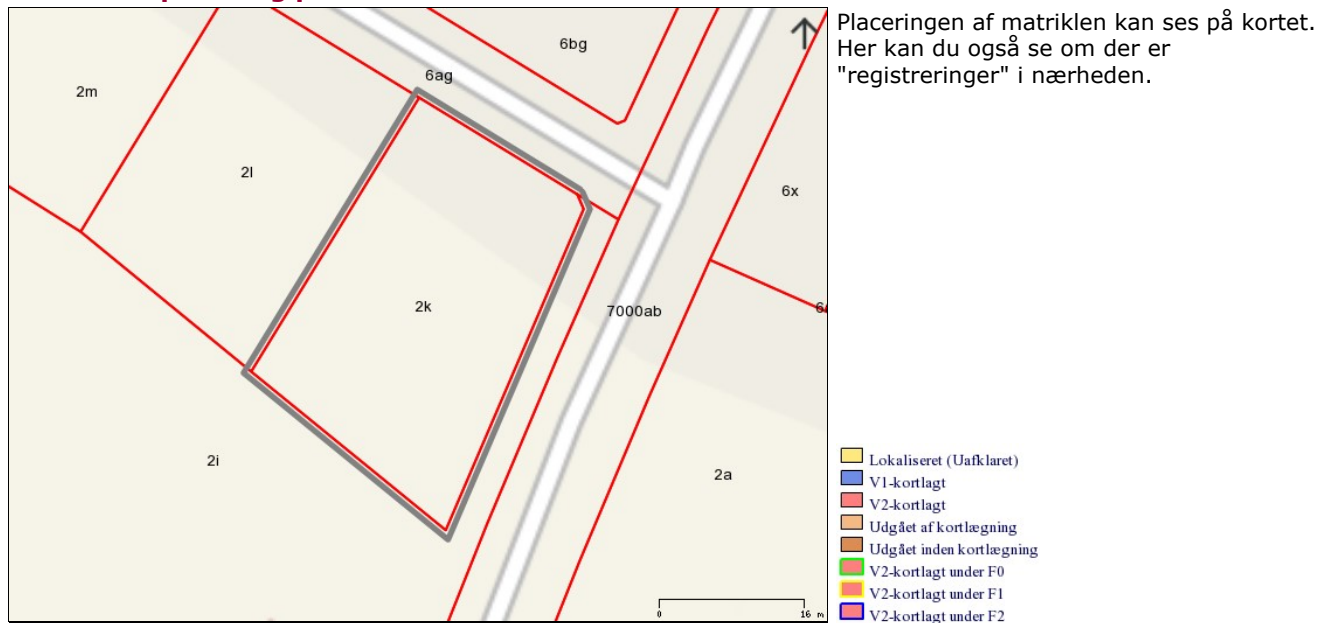 Placeringen af matriklen kan ses på kortet.
Her kan du også se om der er
"registreringer" i nærheden.
6bg
6ag
2m
2l
6x
2k
7000ab
2i
2a
0 16 m
Lokaliseret (Uafklaret)
V1-kortlagt
V2-kortlagt
Udgået af kortlægning
Udgået inden kortlægning
V2-kortlagt under F0
V2-kortlagt under F1
V2-kortlagt under F2